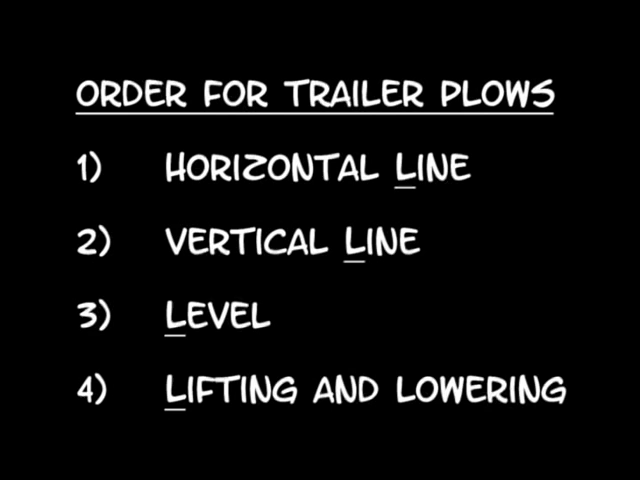 ORDER FOR TRAILER PLOWS
1) HORIZONTAL LINE
2) VERTICAL LINE
3) LEVEL
4) LIFTING AND LOWERING